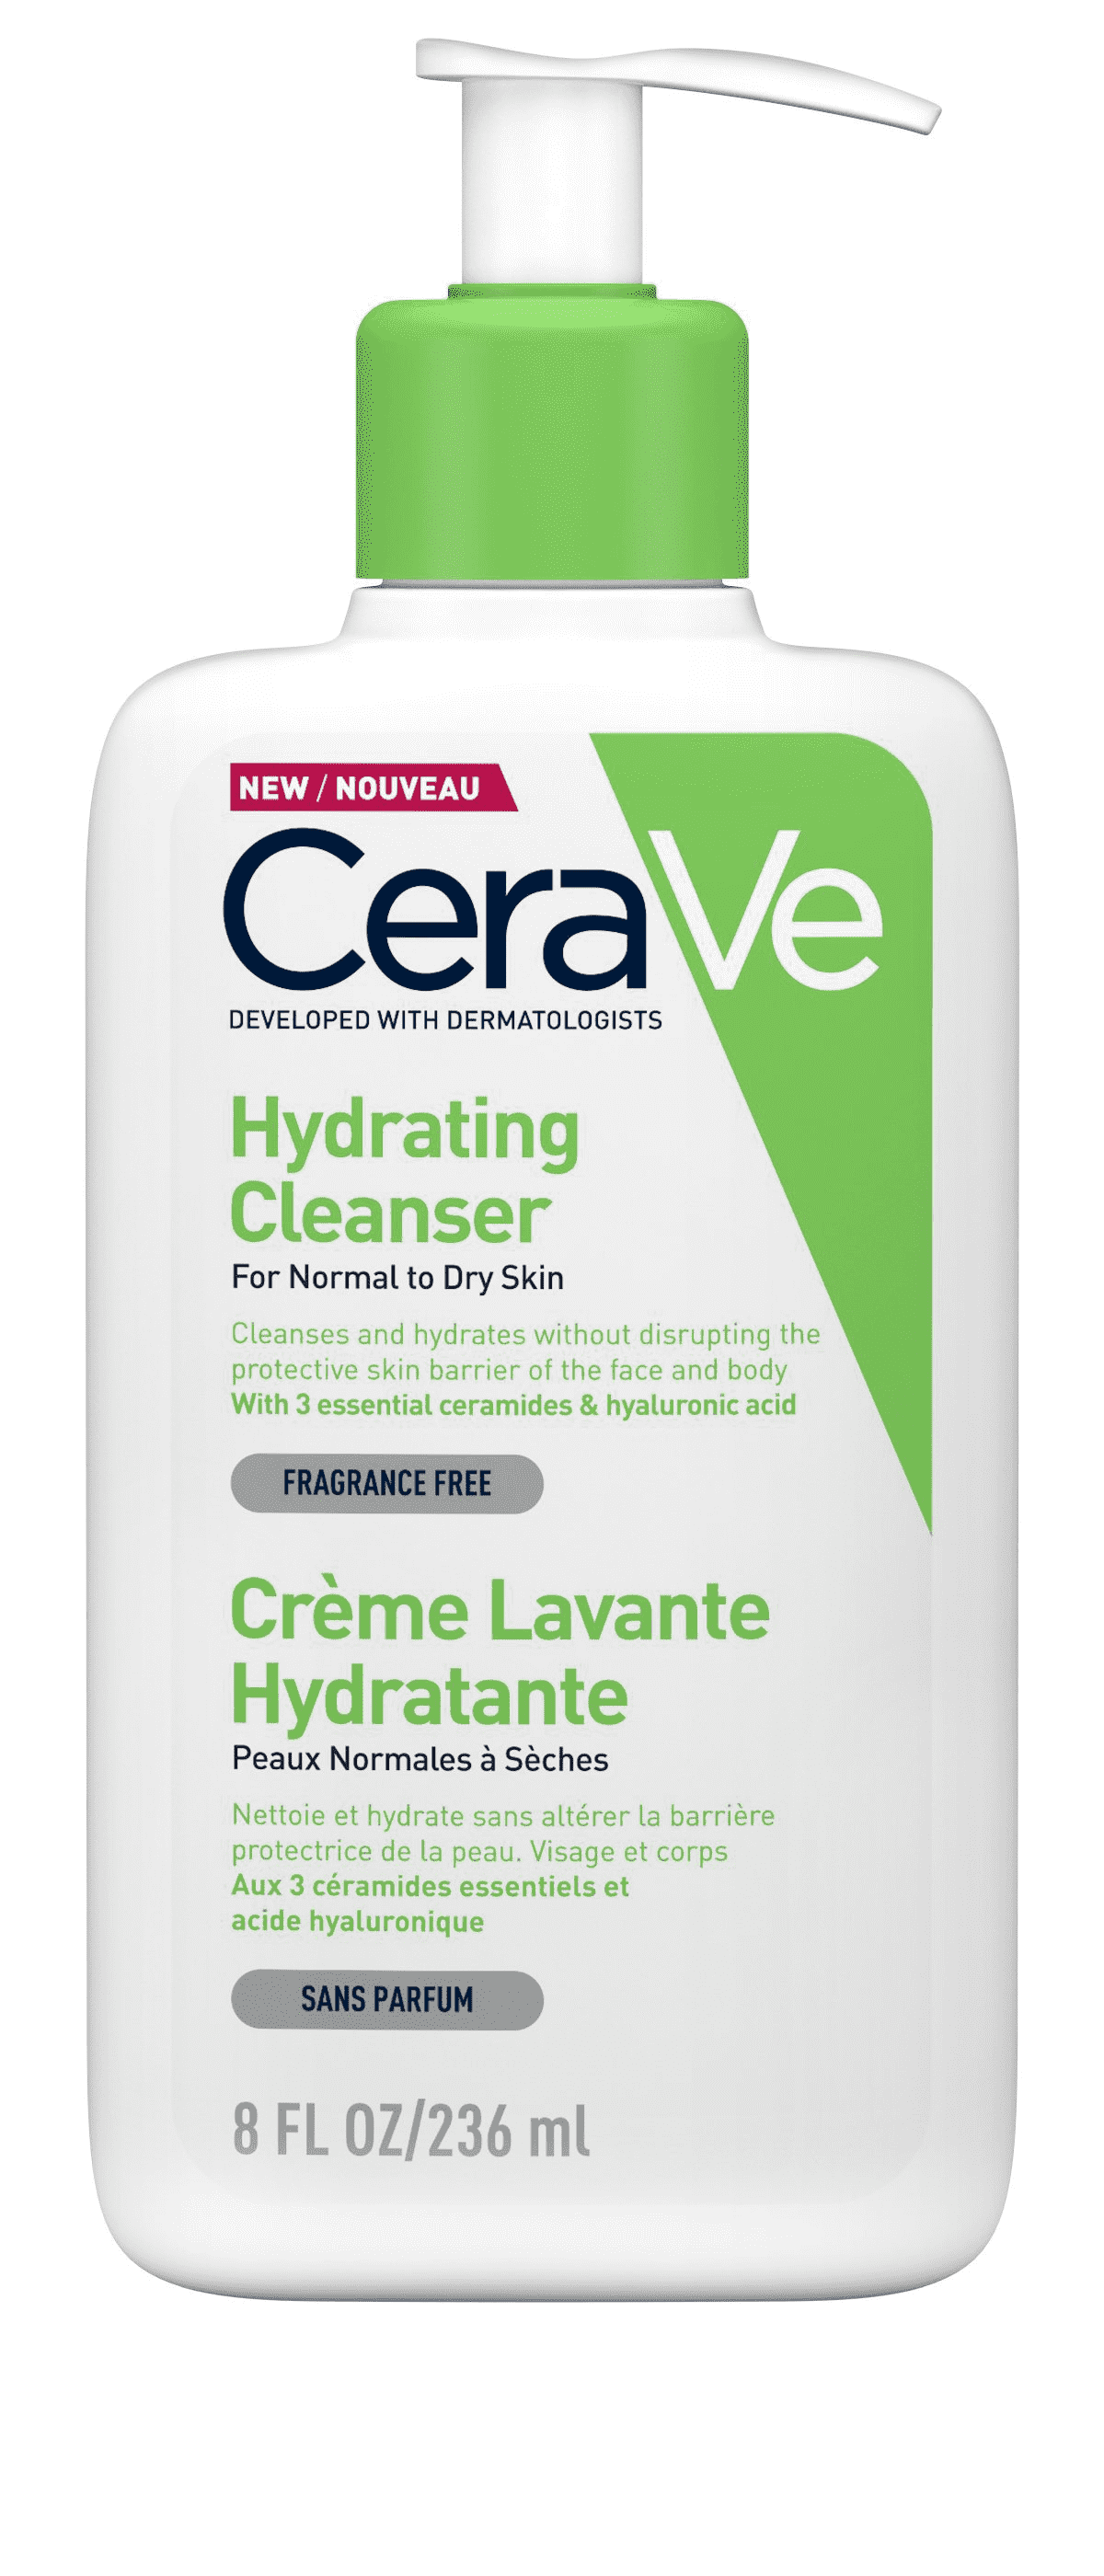 NEW / NOUVEAU
CeraVe
DEVELOPED WITH DERMATOLOGISTS
Hydrating
Cleanser
For Normal to Dry Skin
Cleanses and hydrates without disrupting the
protective skin barrier of the face and body
With 3 essential ceramides & hyaluronic acid
FRAGRANCE FREE
Crème Lavante
Hydratante
Peaux Normales à Sèches
Nettoie et hydrate sans altérer la barrière
protectrice de la peau. Visage et corps
Aux 3 céramides essentiels et
acide hyaluronique
SANS PARFUM
8 FL OZ/236 ml